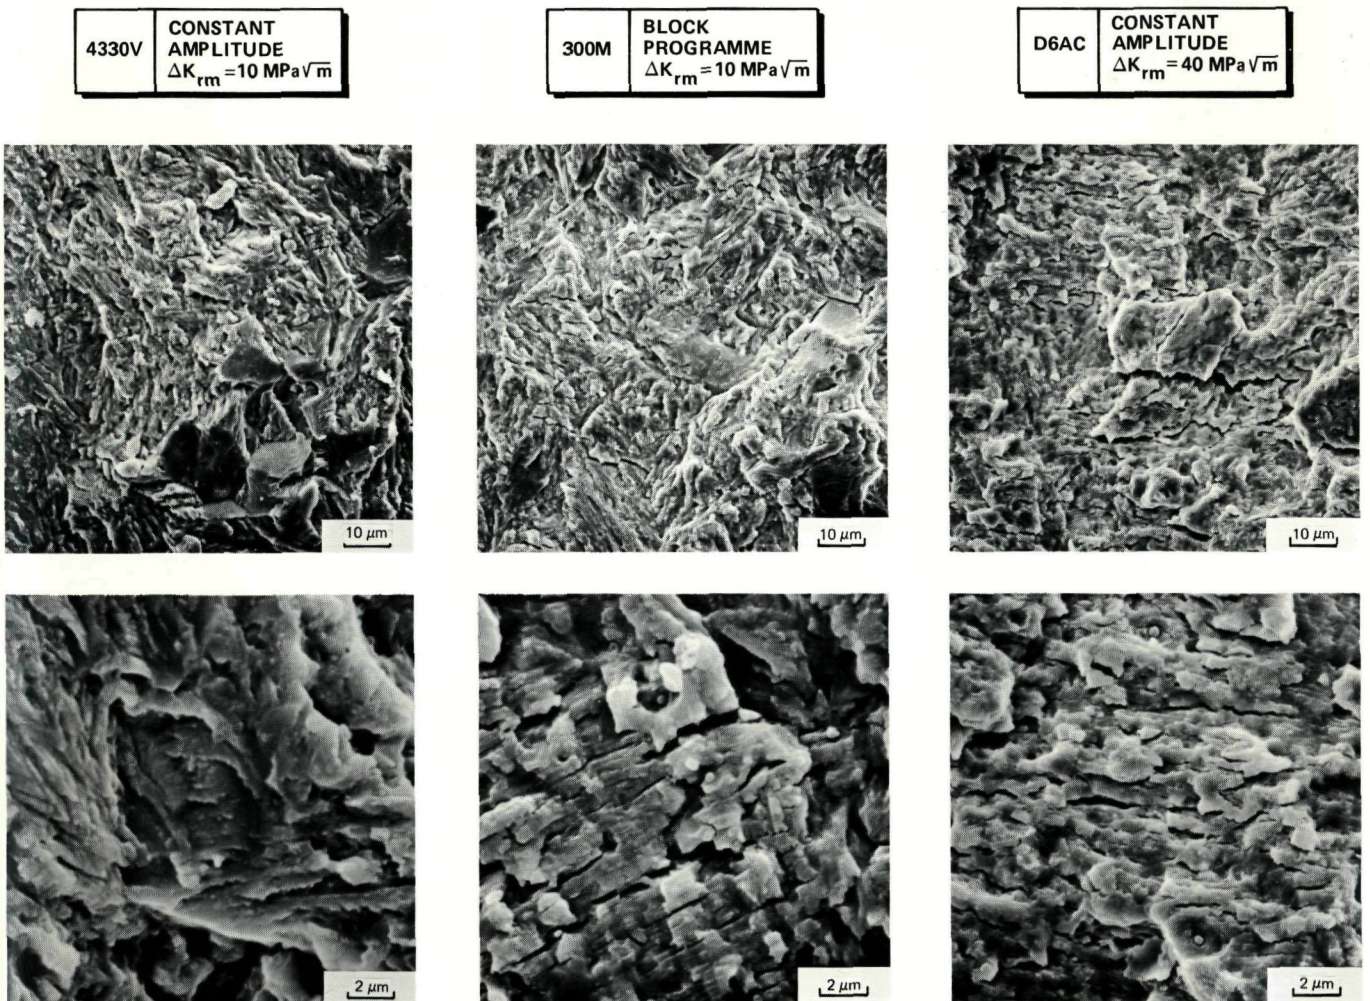 4330V
CONSTANT
AMPLITUDE
ΔK_rm = 10 MPa√m
300M
BLOCK
PROGRAMME
ΔK_rm = 10 MPa√m
D6AC
CONSTANT
AMPLITUDE
ΔK_rm = 40 MPa√m
10 μm
10 μm
10 μm
2 μm
2 μm
2 μm